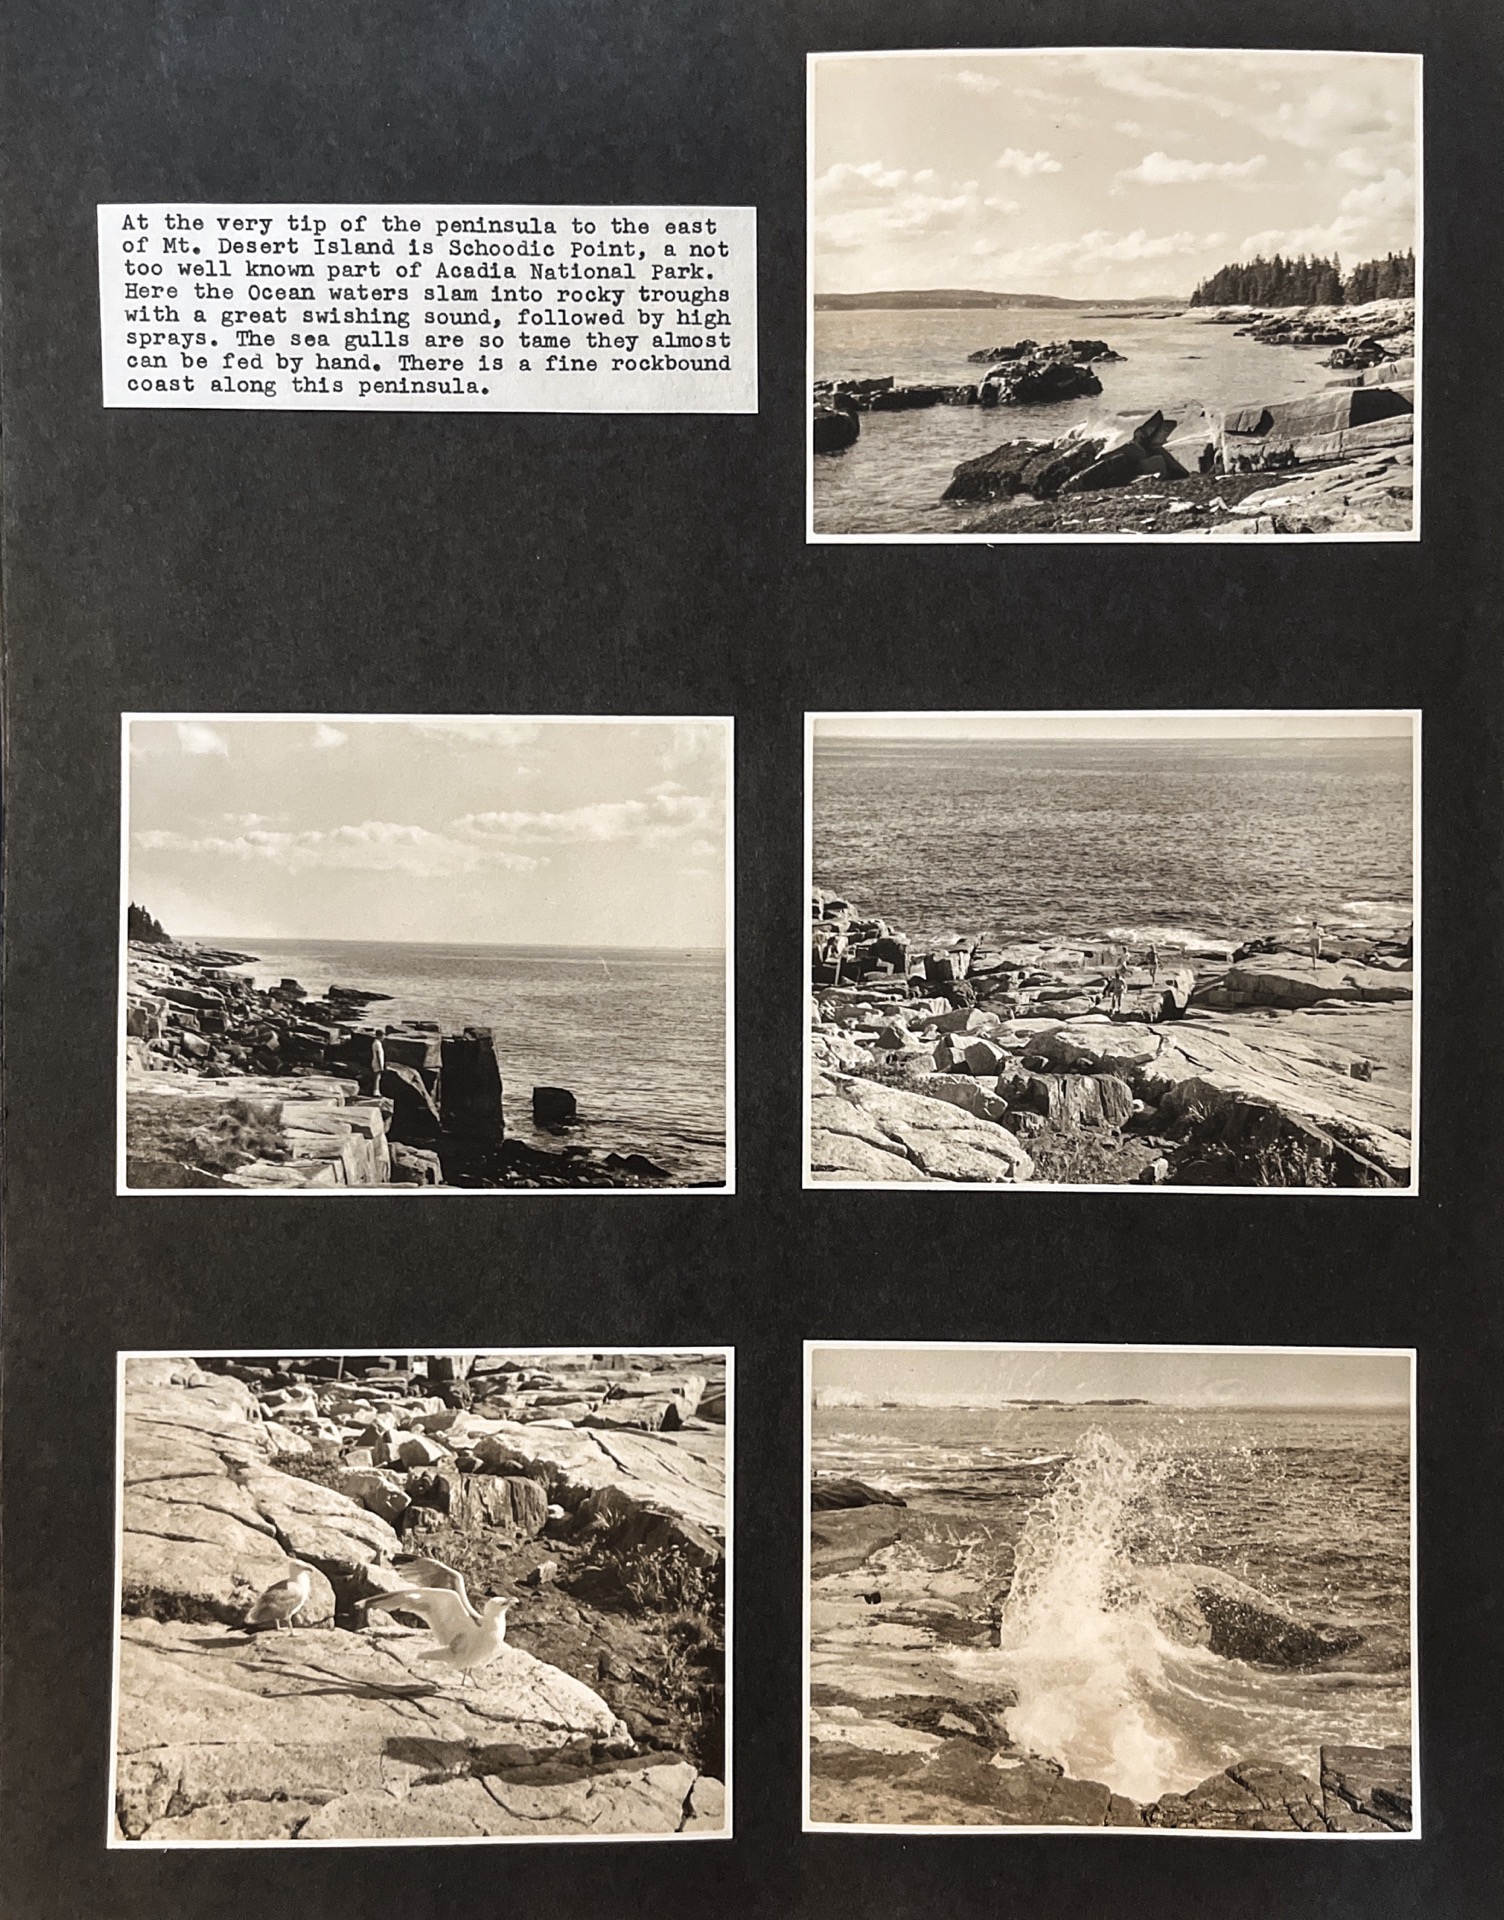 At the very tip of the peninsula to the east
of Mt. Desert Island is Schoodic Point, a not
too well known part of Acadia National Park.
Here the Ocean waters slam into rocky troughs
with a great swishing sound, followed by high
sprays. The sea gulls are so tame they almost
can be fed by hand. There is a fine rockbound
coast along this peninsula.